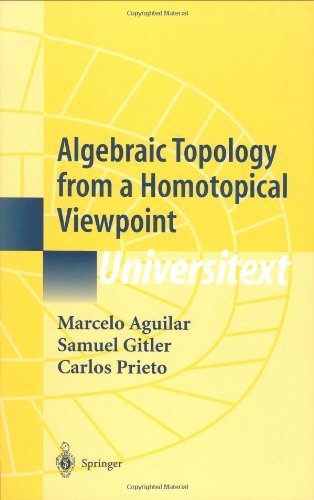 Algebraic Topology
from a Homotopical
Viewpoint
Universitext
Marcelo Aguilar
Samuel Gitler
Carlos Prieto
Springer